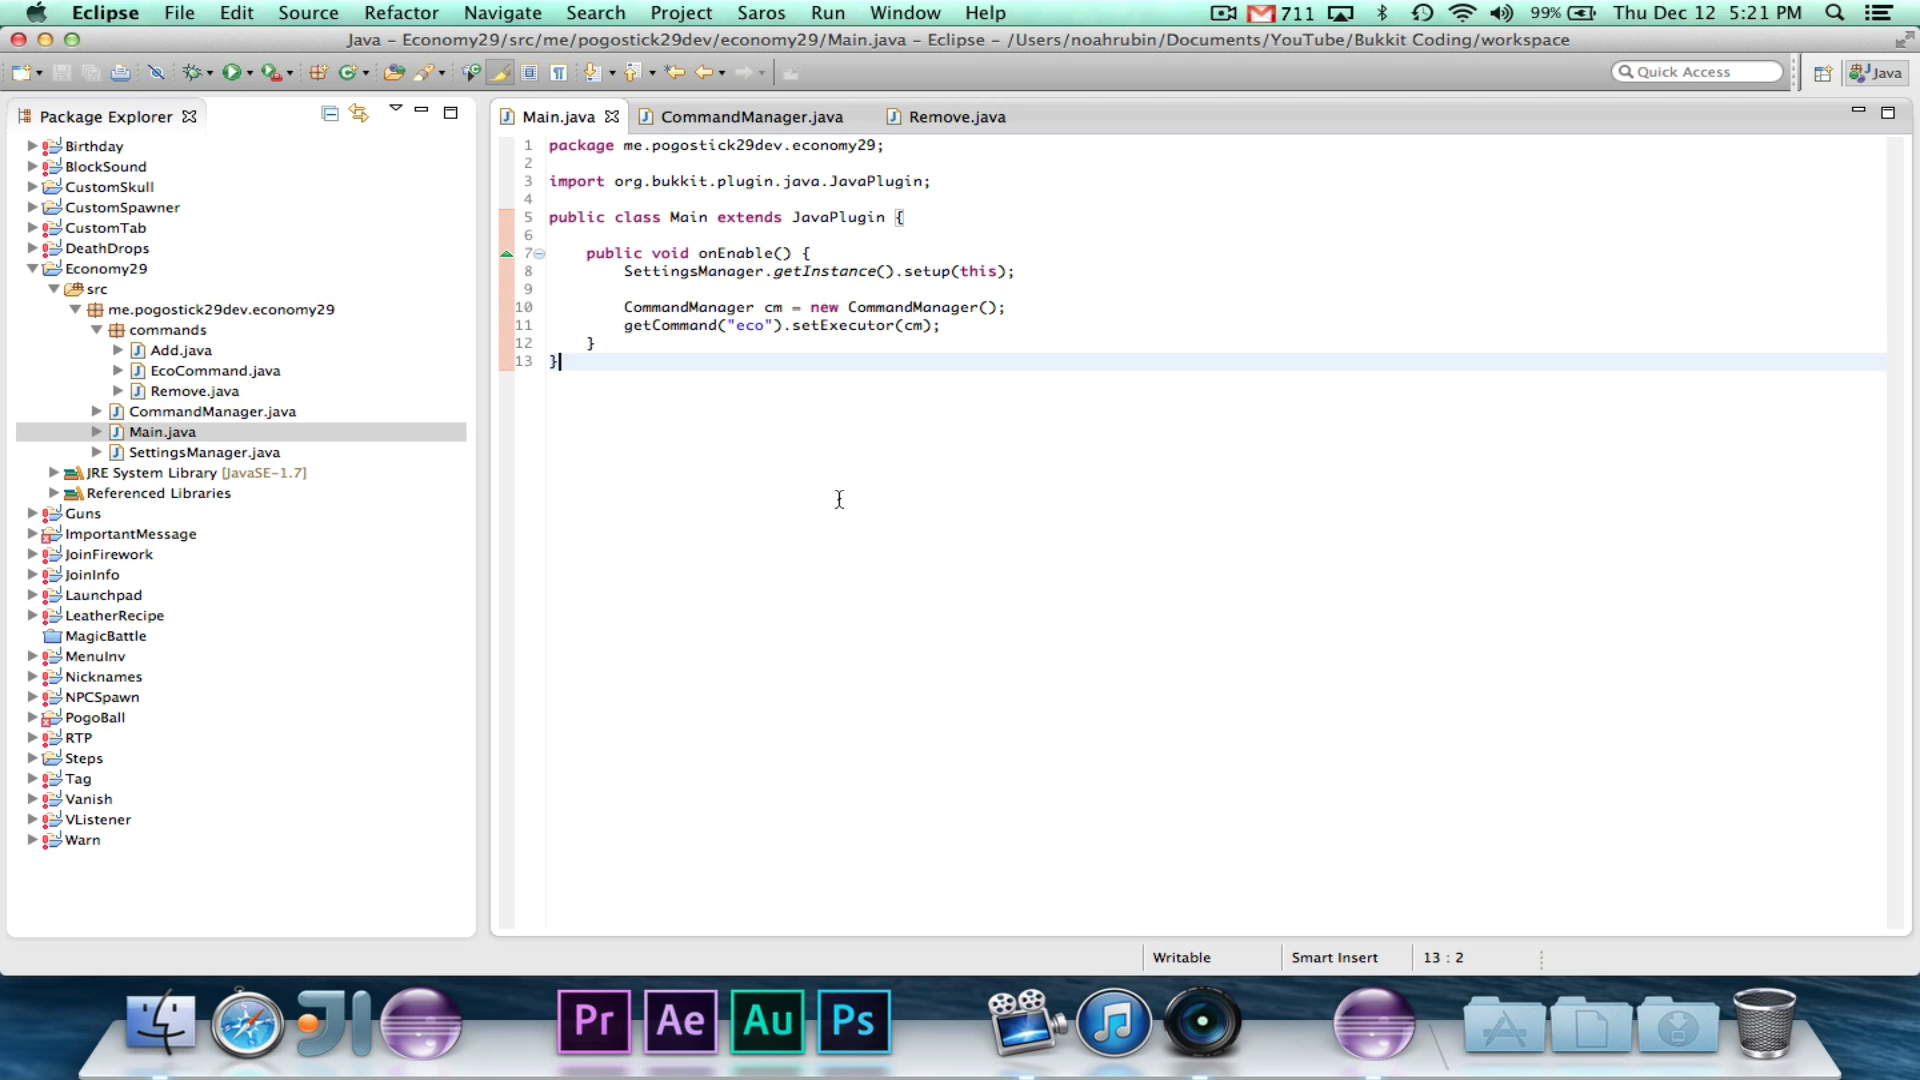 Eclipse File Edit Source Refactor Navigate Search Project Saros Run Window Help 711 99% Thu Dec 12 5:21 PM
Java – Economy29/src/me/pogostick29dev/economy29/Main.java – Eclipse – /Users/noahrubin/Documents/YouTube/Bukkit Coding/workspace
Quick Access
Java
Package Explorer
Birthday
BlockSound
CustomSkull
CustomSpawner
CustomTab
DeathDrops
Economy29
src
me.pogostick29dev.economy29
commands
Add.java
EcoCommand.java
Remove.java
CommandManager.java
Main.java
SettingsManager.java
JRE System Library [JavaSE-1.7]
Referenced Libraries
Guns
ImportantMessage
JoinFirework
JoinInfo
Launchpad
LeatherRecipe
MagicBattle
MenuInv
Nicknames
NPCSpawn
PogoBall
RTP
Steps
Tag
Vanish
VListener
Warn
Main.java CommandManager.java Remove.java
1 package me.pogostick29dev.economy29;
2
3 import org.bukkit.plugin.java.JavaPlugin;
4
5 public class Main extends JavaPlugin {
6
7 public void onEnable() {
8 SettingsManager.getInstance().setup(this);
9
10 CommandManager cm = new CommandManager();
11 getCommand("eco").setExecutor(cm);
12 }
13 }
Writable Smart Insert 13 : 2
Pr Ae Au Ps